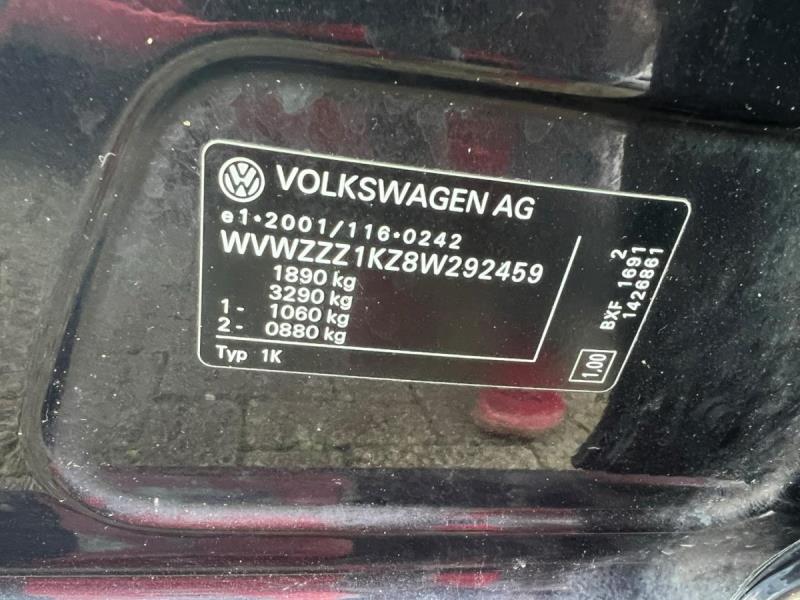 VOLKSWAGEN AG
e1*2001/116*0242
WVWZZZ1KZ8W292459
1890 kg
3290 kg
1- 1060 kg
2- 0880 kg
Typ 1K
2
BXF 1691
1426861
1,00